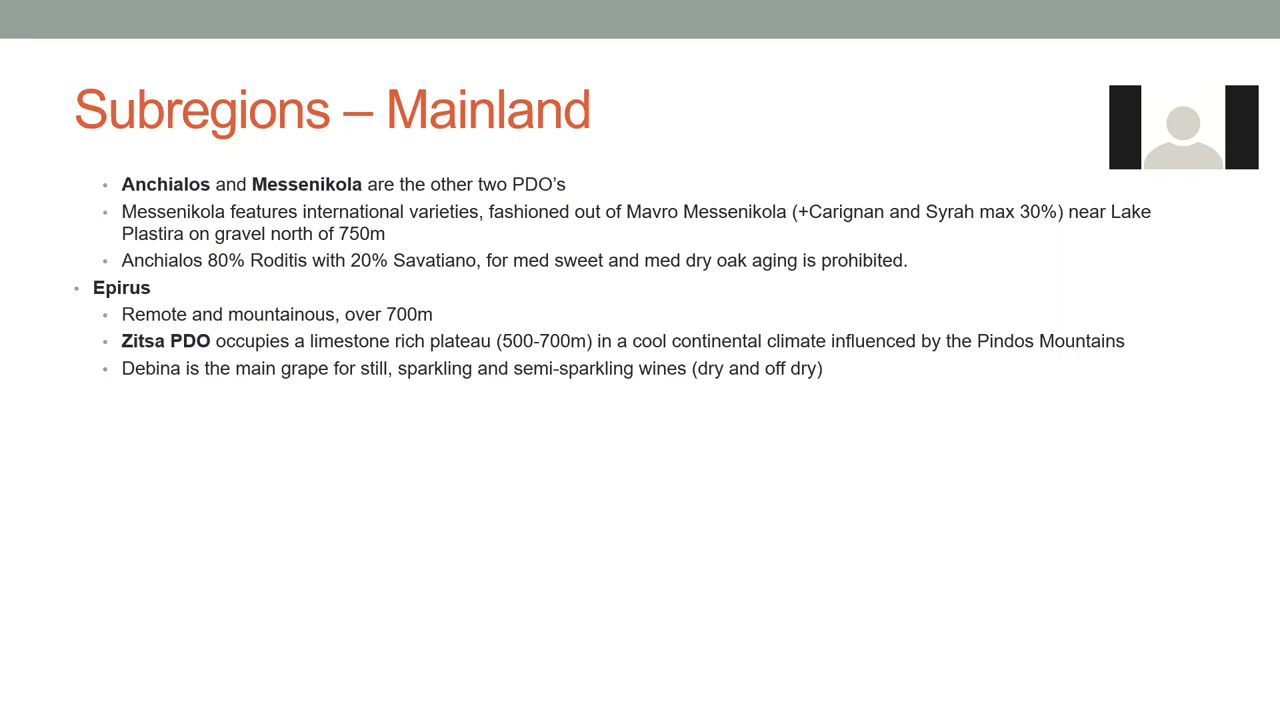 Subregions – Mainland
• Anchialos and Messenikola are the other two PDO’s
• Messenikola features international varieties, fashioned out of Mavro Messenikola (+Carignan and Syrah max 30%) near Lake
Plastira on gravel north of 750m
• Anchialos 80% Roditis with 20% Savatiano, for med sweet and med dry oak aging is prohibited.
• Epirus
• Remote and mountainous, over 700m
• Zitsa PDO occupies a limestone rich plateau (500-700m) in a cool continental climate influenced by the Pindos Mountains
• Debina is the main grape for still, sparkling and semi-sparkling wines (dry and off dry)